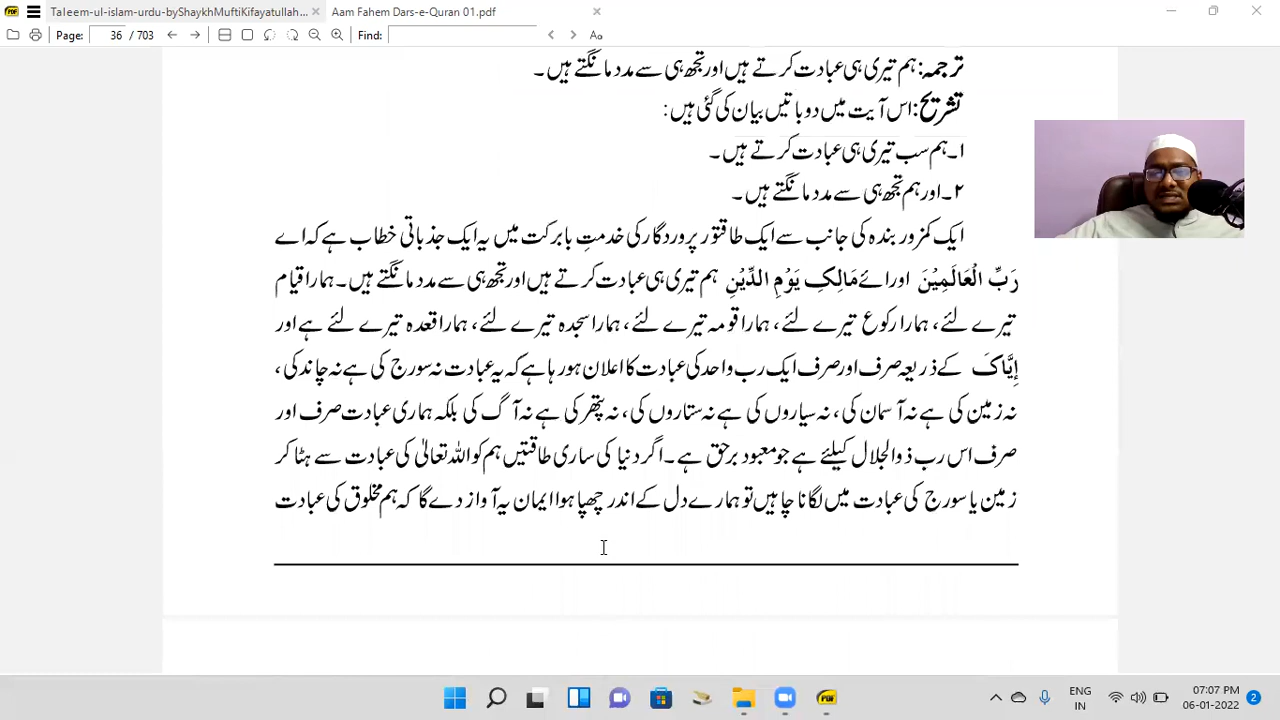 Taleem-ul-islam-urdu-byShaykhMuftiKifayatullah...
Aam Fahem Dars-e-Quran 01.pdf
Page: 36 / 703
Find:
ترجمہ: ہم تیری ہی عبادت کرتے ہیں اور تجھ ہی سے مدد مانگتے ہیں۔
تشریح: اس آیت میں دو باتیں بیان کی گئی ہیں:
۱۔ ہم سب تیری ہی عبادت کرتے ہیں۔
۲۔ اور ہم تجھ ہی سے مدد مانگتے ہیں۔
ایک کمزور بندہ کی جانب سے ایک طاقتور پروردگار کی خدمتِ بابرکت میں یہ ایک جذباتی خطاب ہے کہ اے
رَبِّ الْعَالَمِيْنَ اورائے مَالِکِ يَوْمِ الدِّيْنِ ہم تیری ہی عبادت کرتے ہیں اور تجھ ہی سے مدد مانگتے ہیں۔ ہمارا قیام
تیرے لئے، ہمارا رکوع تیرے لئے، ہمارا قومہ تیرے لئے، ہمارا سجدہ تیرے لئے، ہمارا قعدہ تیرے لئے ہے اور
إِيَّاکَ کے ذریعہ صرف اور صرف ایک رب واحد کی عبادت کا اعلان ہورہا ہے کہ یہ عبادت نہ سورج کی ہے نہ چاند کی،
نہ زمین کی ہے نہ آسمان کی، نہ سیاروں کی ہے نہ ستاروں کی، نہ پتھر کی ہے نہ آگ کی بلکہ ہماری عبادت صرف اور
صرف اس رب ذوالجلال کیلئے ہے جو معبود برحق ہے۔ اگر دنیا کی ساری طاقتیں ہم کو اللہ تعالیٰ کی عبادت سے ہٹا کر
زمین یا سورج کی عبادت میں لگانا چاہیں تو ہمارے دل کے اندر چھپا ہوا ایمان یہ آواز دے گا کہ ہم مخلوق کی عبادت
ENG
IN
07:07 PM
06-01-2022
2